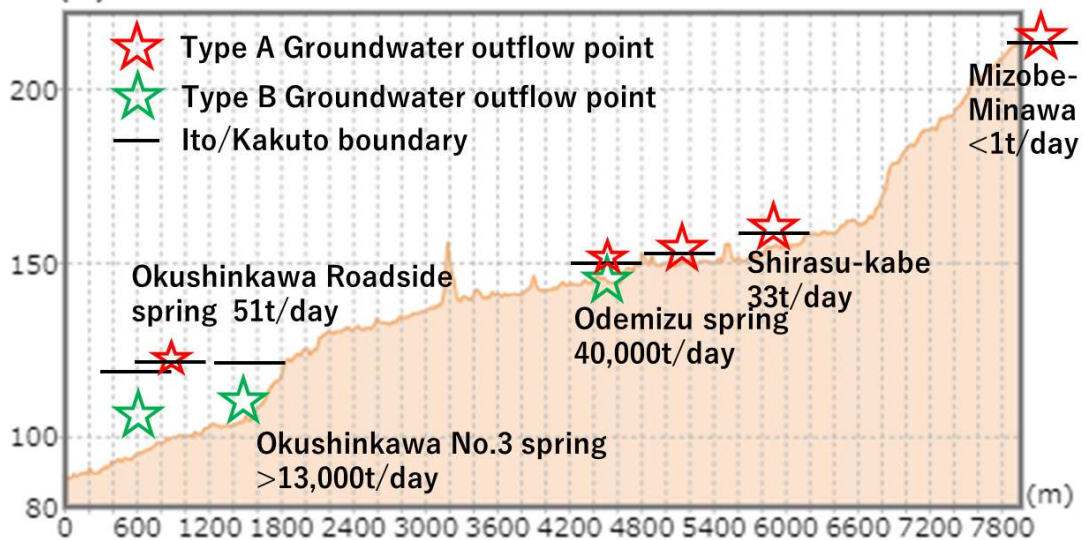 Type A Groundwater outflow point
Type B Groundwater outflow point
Ito/Kakuto boundary
Mizobe-
Minawa
<1t/day
200
150
100
80
Okushinkawa Roadside
spring 51t/day
Shirasu-kabe
33t/day
Odemizu spring
40,000t/day
Okushinkawa No.3 spring
>13,000t/day
(m)
0 600 1200 1800 2400 3000 3600 4200 4800 5400 6000 6600 7200 7800